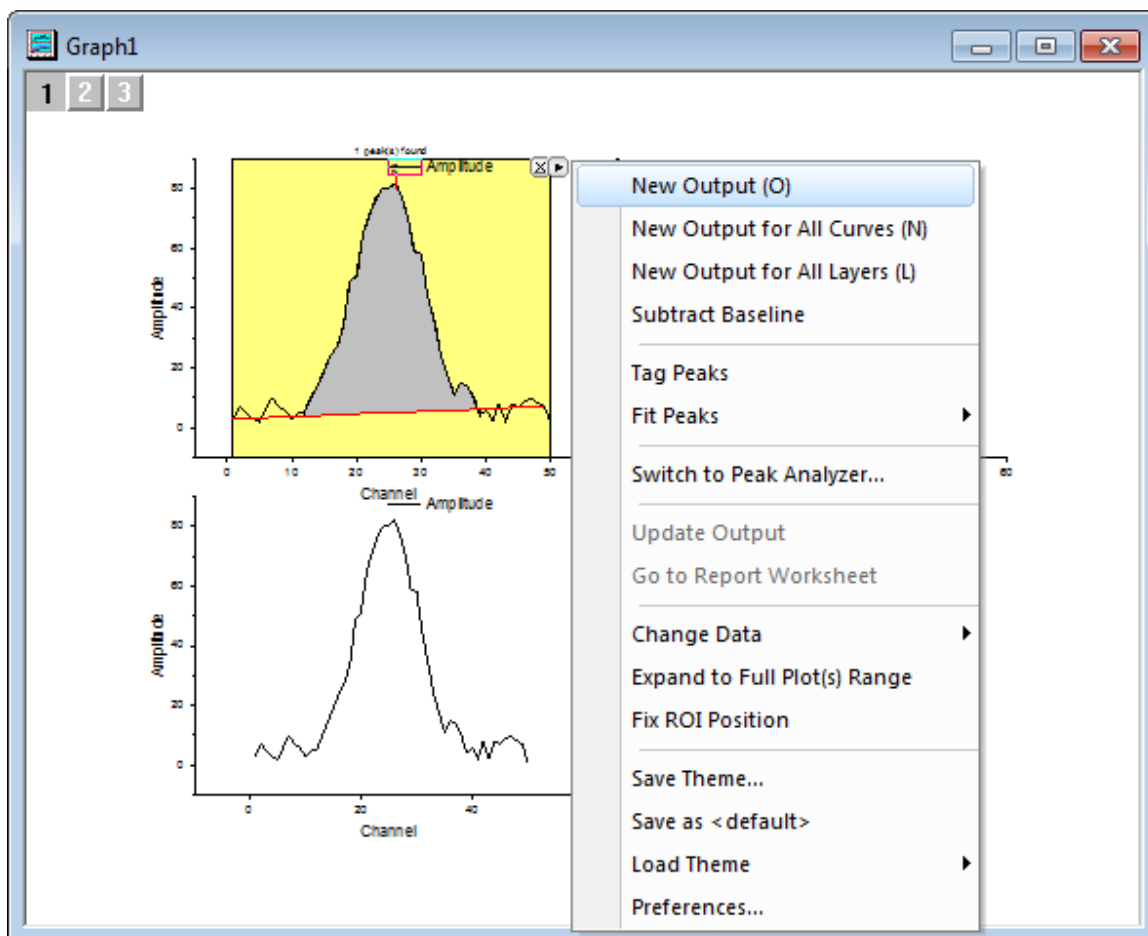 Graph1
1 2 3
1 peak(s) found
Amplitude
80
60
40
20
0
Amplitude
0 10 20 30 40 50
60
Channel
Amplitude
80
60
40
20
0
Amplitude
0 20 40
Channel
New Output (O)
New Output for All Curves (N)
New Output for All Layers (L)
Subtract Baseline
Tag Peaks
Fit Peaks
Switch to Peak Analyzer...
Update Output
Go to Report Worksheet
Change Data
Expand to Full Plot(s) Range
Fix ROI Position
Save Theme...
Save as <default>
Load Theme
Preferences...